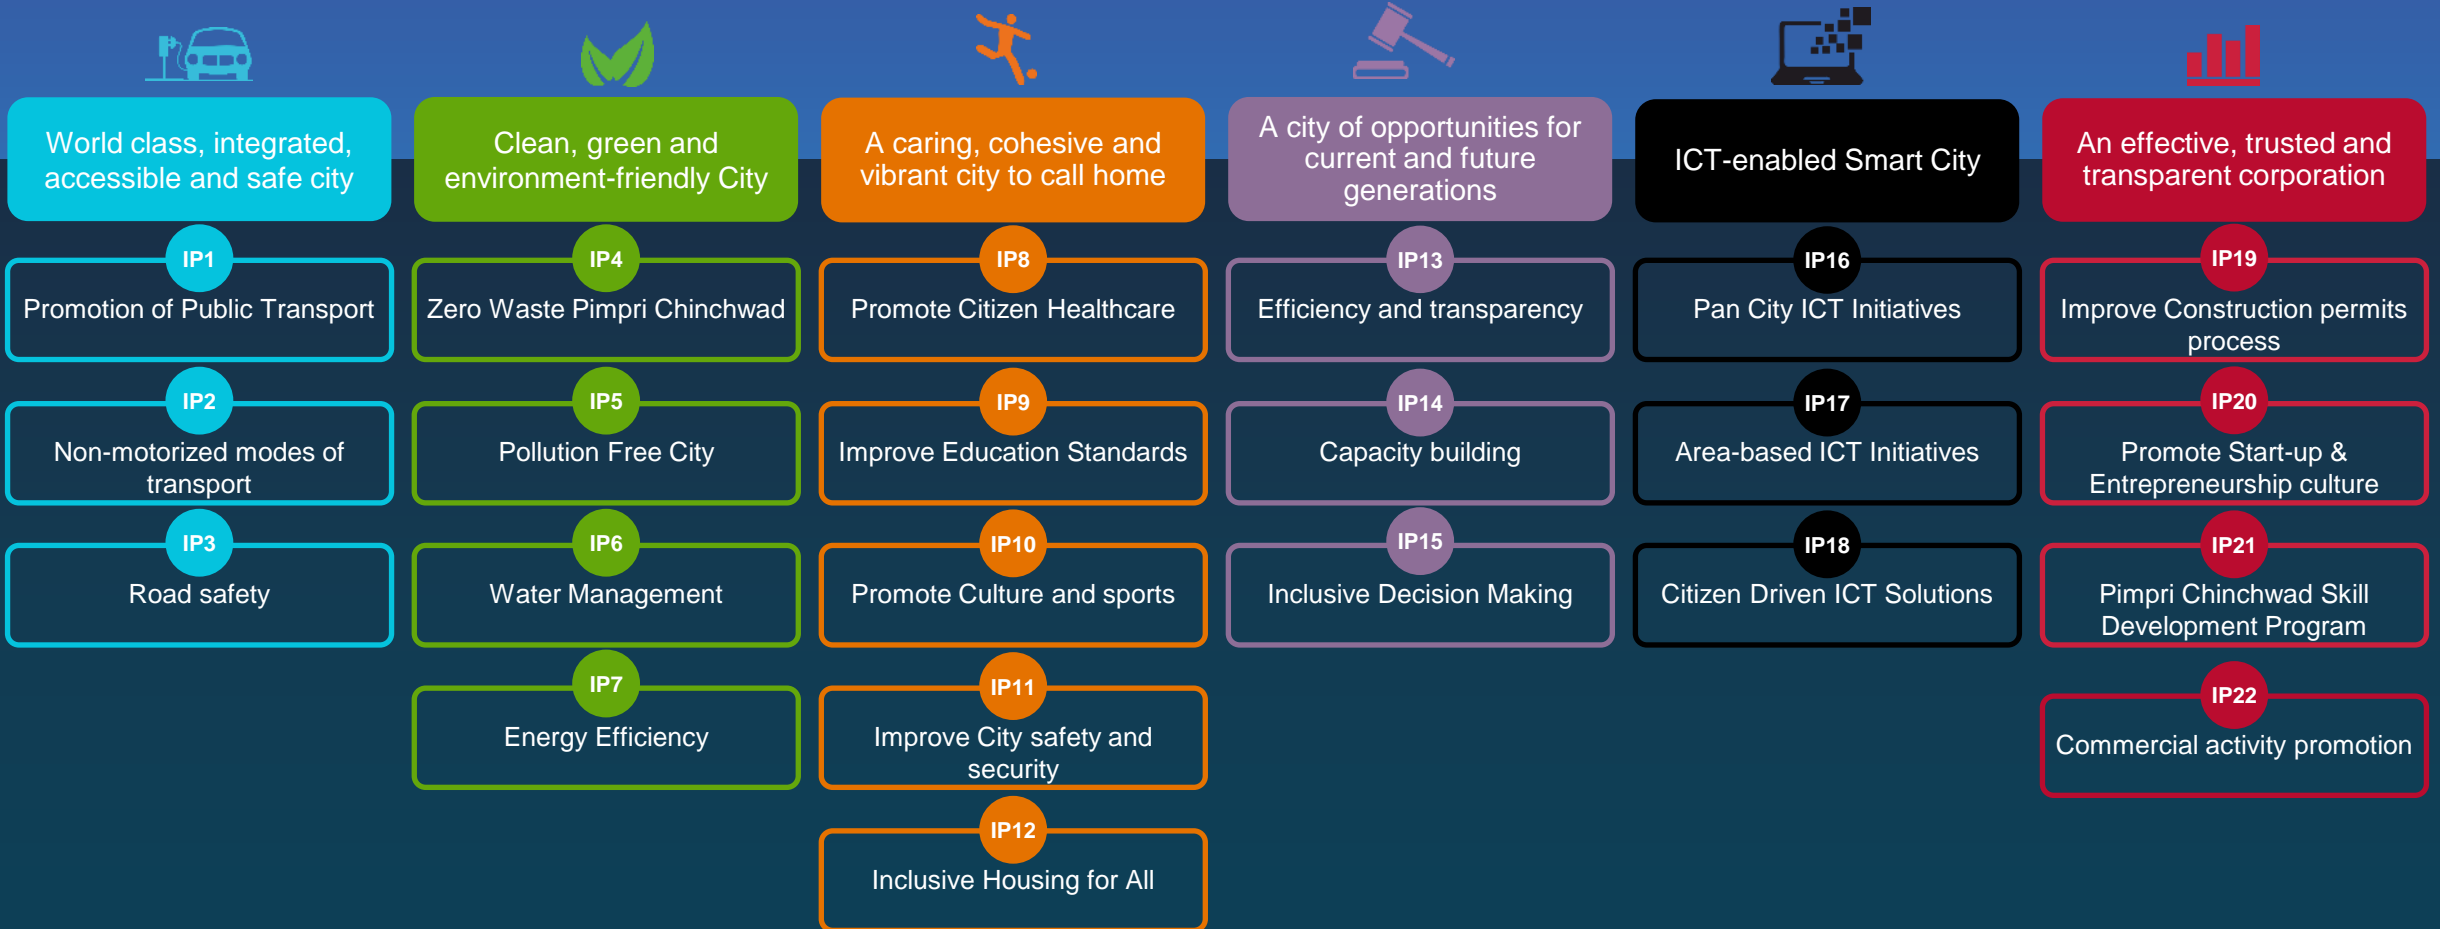 World class, integrated,
accessible and safe city
IP1
Promotion of Public Transport
IP2
Non-motorized modes of
transport
IP3
Road safety
Clean, green and
environment-friendly City
IP4
Zero Waste Pimpri Chinchwad
IP5
Pollution Free City
IP6
Water Management
IP7
Energy Efficiency
A caring, cohesive and
vibrant city to call home
IP8
Promote Citizen Healthcare
IP9
Improve Education Standards
IP10
Promote Culture and sports
IP11
Improve City safety and
security
IP12
Inclusive Housing for All
A city of opportunities for
current and future
generations
IP13
Efficiency and transparency
IP14
Capacity building
IP15
Inclusive Decision Making
ICT-enabled Smart City
IP16
Pan City ICT Initiatives
IP17
Area-based ICT Initiatives
IP18
Citizen Driven ICT Solutions
An effective, trusted and
transparent corporation
IP19
Improve Construction permits
process
IP20
Promote Start-up &
Entrepreneurship culture
IP21
Pimpri Chinchwad Skill
Development Program
IP22
Commercial activity promotion